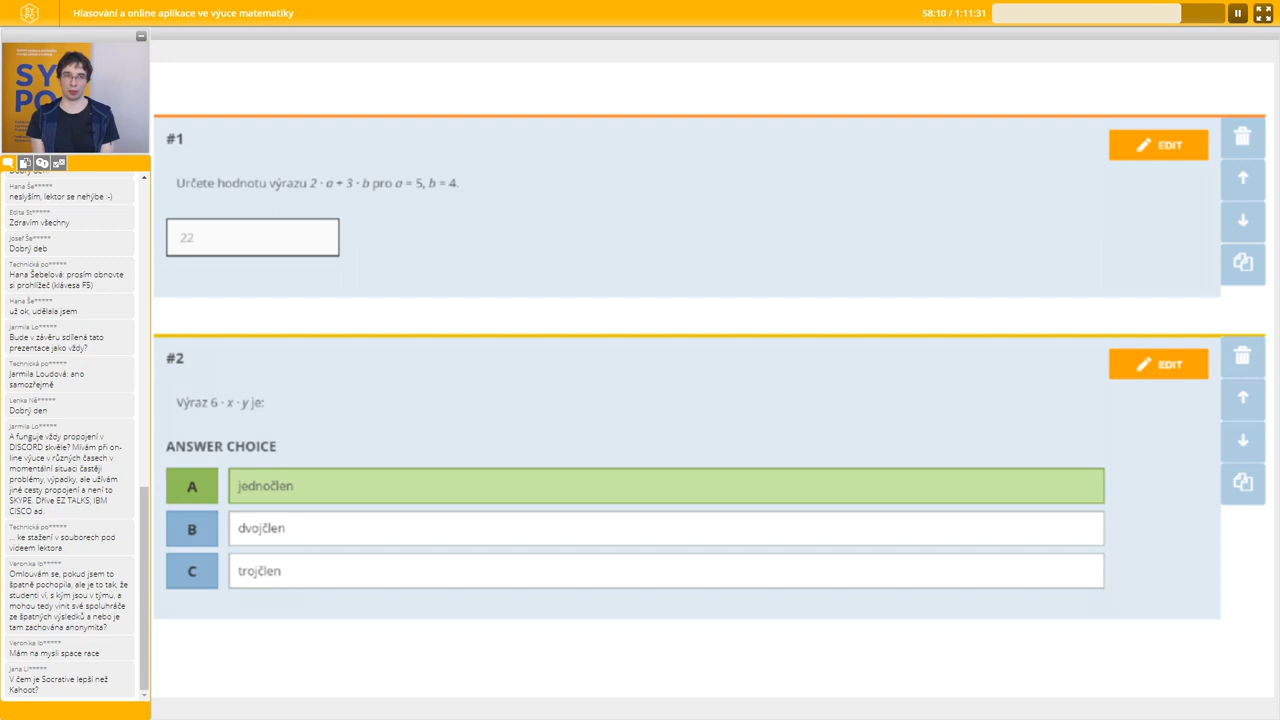 SY
PO
Hlasování a online aplikace ve výuce matematiky
58:10 / 1:11:31
SY
PO
Hana Še*****
neslyším, lektor se nehýbe :-)
Edita St*****
Zdravím všechny
Josef Še*****
Dobrý deb
Technická po*****
Hana Šebelová: prosím obnovte
si prohlížeč (klávesa F5)
Hana Še*****
už ok, udělala jsem
Jarmila Lo*****
Bude v závěru sdílená tato
prezentace jako vždy?
Technická po*****
Jarmila Loudová: ano
samozřejmě
Lenka Ně*****
Dobrý den
Jarmila Lo*****
A funguje vždy propojení v
DISCORD skvěle? Mívám při on-
line výuce v různých časech v
momentální situaci častěji
problémy, výpadky, ale užívám
jiné cesty propojení a není to
SKYPE. Dříve EZ TALKS, IBM
CISCO ad.
Technická po*****
... ke stažení v souborech pod
videem lektora
Veronika Io*****
Omlouvám se, pokud jsem to
špatně pochopila, ale je to tak, že
studenti ví, s kým jsou v týmu, a
mohou tedy vinit své spoluhráče
ze špatných výsledků a nebo je
tam zachována anonymita?
Veronika Io*****
Mám na mysli space race
Jana Li*****
V čem je Socrative lepší než
Kahoot?
#1
EDIT
Určete hodnotu výrazu 2 · a + 3 · b pro a = 5, b = 4.
22
#2
EDIT
Výraz 6 · x · y je:
ANSWER CHOICE
A jednočlen
B dvojčlen
C trojčlen